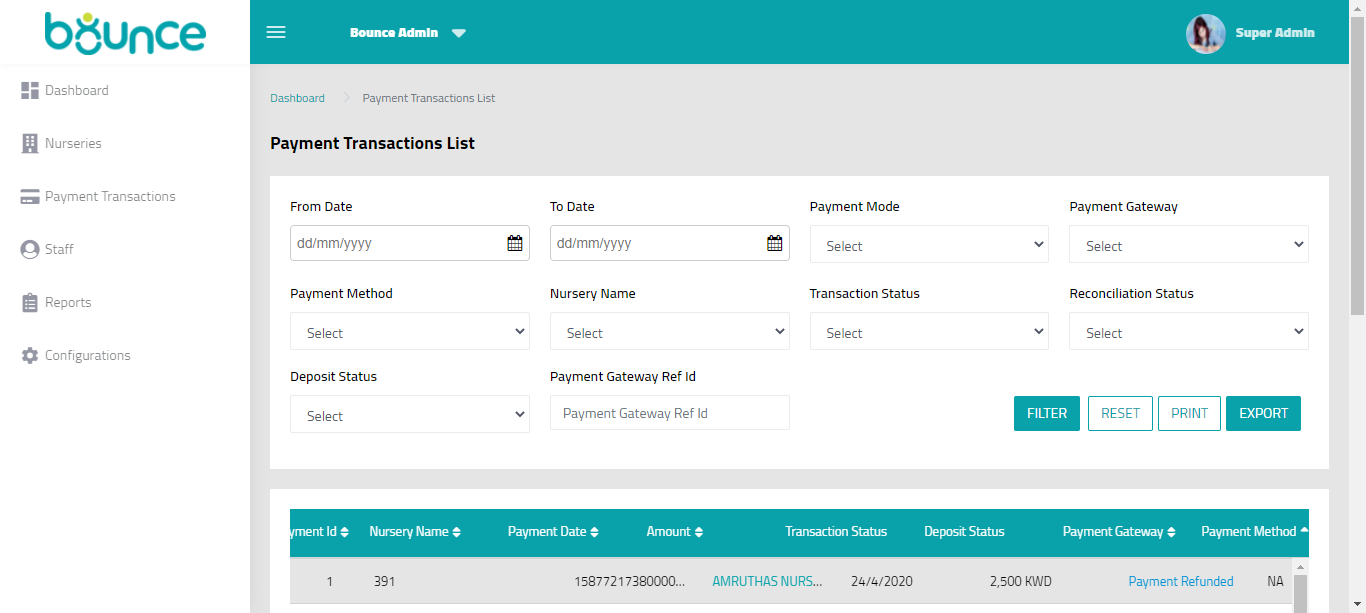 bounce
Bounce Admin
Super Admin
Dashboard
Nurseries
Payment Transactions
Staff
Reports
Configurations
Dashboard Payment Transactions List
Payment Transactions List
From Date To Date Payment Mode Payment Gateway
dd/mm/yyyy dd/mm/yyyy Select Select
Payment Method Nursery Name Transaction Status Reconciliation Status
Select Select Select Select
Deposit Status Payment Gateway Ref Id
Select Payment Gateway Ref Id FILTER RESET PRINT EXPORT
yment Id Nursery Name Payment Date Amount Transaction Status Deposit Status Payment Gateway Payment Method
1 391 15877217380000... AMRUTHAS NURS... 24/4/2020 2,500 KWD Payment Refunded NA